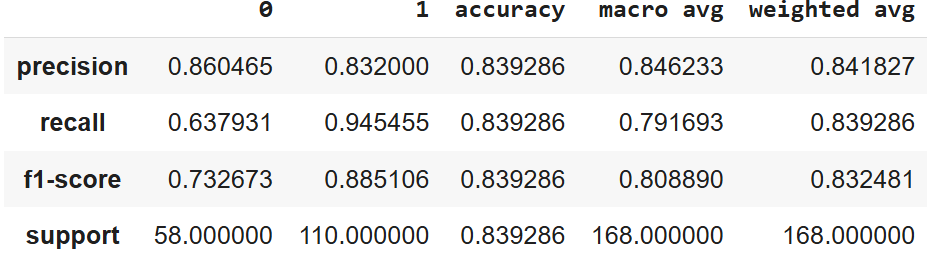 0 1 accuracy macro avg weighted avg
precision 0.860465 0.832000 0.839286 0.846233 0.841827
recall 0.637931 0.945455 0.839286 0.791693 0.839286
f1-score 0.732673 0.885106 0.839286 0.808890 0.832481
support 58.000000 110.000000 0.839286 168.000000 168.000000